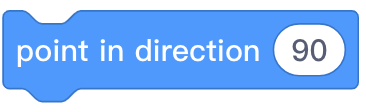 point in direction 90